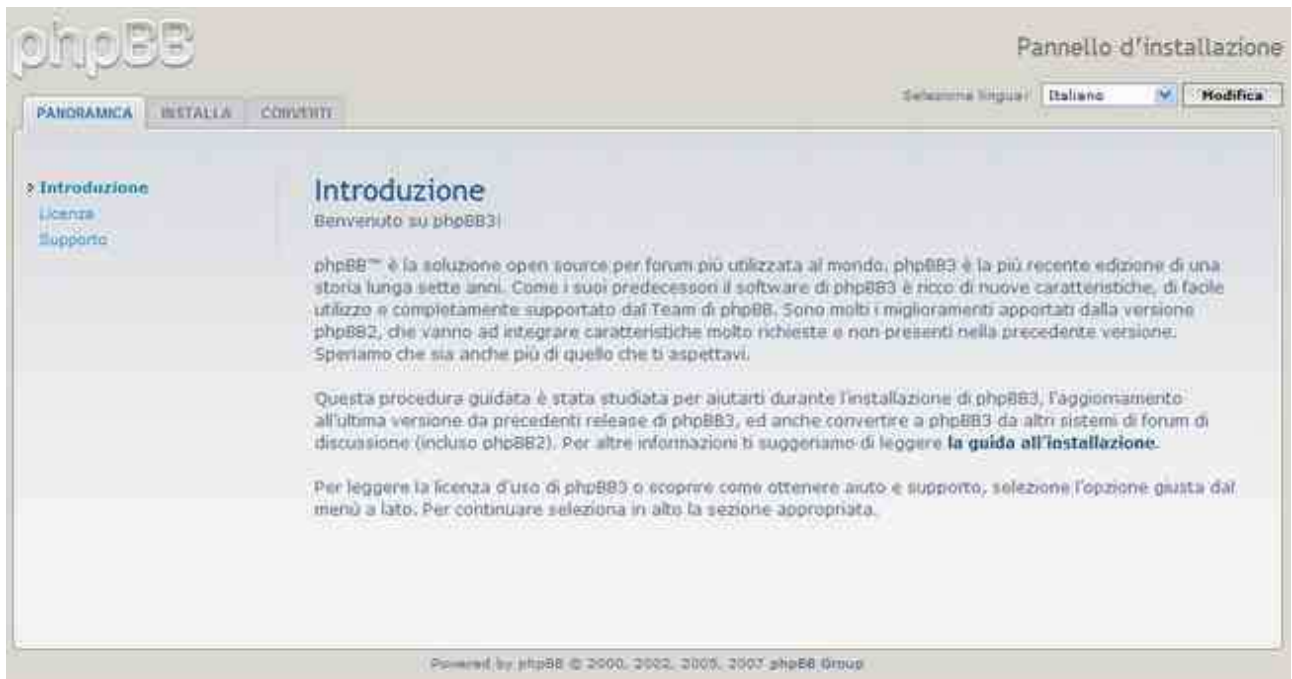 phpBB
Pannello d'installazione
Seleziona lingua: Italiano Modifica
PANORAMICA INSTALLA CONVERTI
Introduzione
Licenza
Supporto
Introduzione
Benvenuto su phpBB3!
phpBB™ è la soluzione open source per forum più utilizzata al mondo. phpBB3 è la più recente edizione di una
storia lunga sette anni. Come i suoi predecessori il software di phpBB3 è ricco di nuove caratteristiche, di facile
utilizzo e completamente supportato dal Team di phpBB. Sono molti i miglioramenti apportati dalla versione
phpBB2, che vanno ad integrare caratteristiche molto richieste e non presenti nella precedente versione.
Speriamo che sia anche più di quello che ti aspettavi.
Questa procedura guidata è stata studiata per aiutarti durante l'installazione di phpBB3, l'aggiornamento
all'ultima versione da precedenti release di phpBB3, ed anche convertire a phpBB3 da altri sistemi di forum di
discussione (incluso phpBB2). Per altre informazioni ti suggeriamo di leggere la guida all'installazione.
Per leggere la licenza d'uso di phpBB3 o scoprire come ottenere aiuto e supporto, selezione l'opzione giusta dal
menù a lato. Per continuare seleziona in alto la sezione appropriata.
Powered by phpBB © 2000, 2002, 2005, 2007 phpBB Group